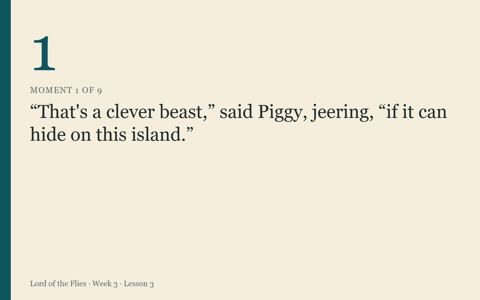 1
MOMENT 1 OF 9
“That's a clever beast,” said Piggy, jeering, “if it can
hide on this island.”
Lord of the Flies · Week 3 · Lesson 3